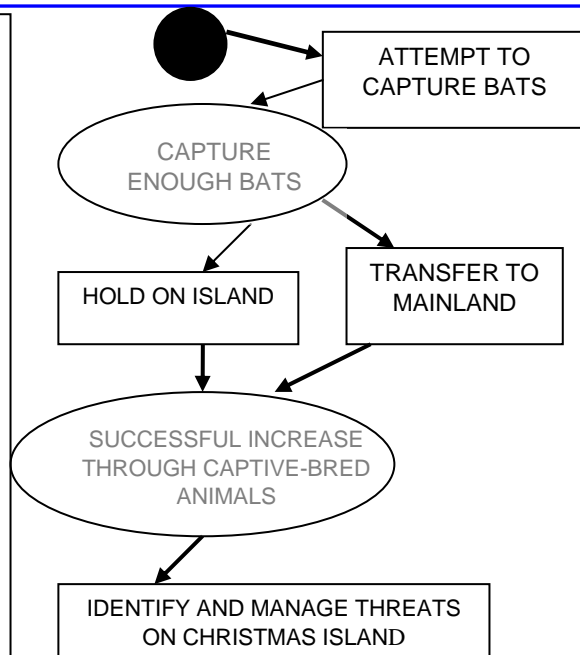 ATTEMPT TO
CAPTURE BATS
CAPTURE
ENOUGH BATS
HOLD ON ISLAND
TRANSFER TO
MAINLAND
SUCCESSFUL INCREASE
THROUGH CAPTIVE-BRED
ANIMALS
IDENTIFY AND MANAGE THREATS
ON CHRISTMAS ISLAND